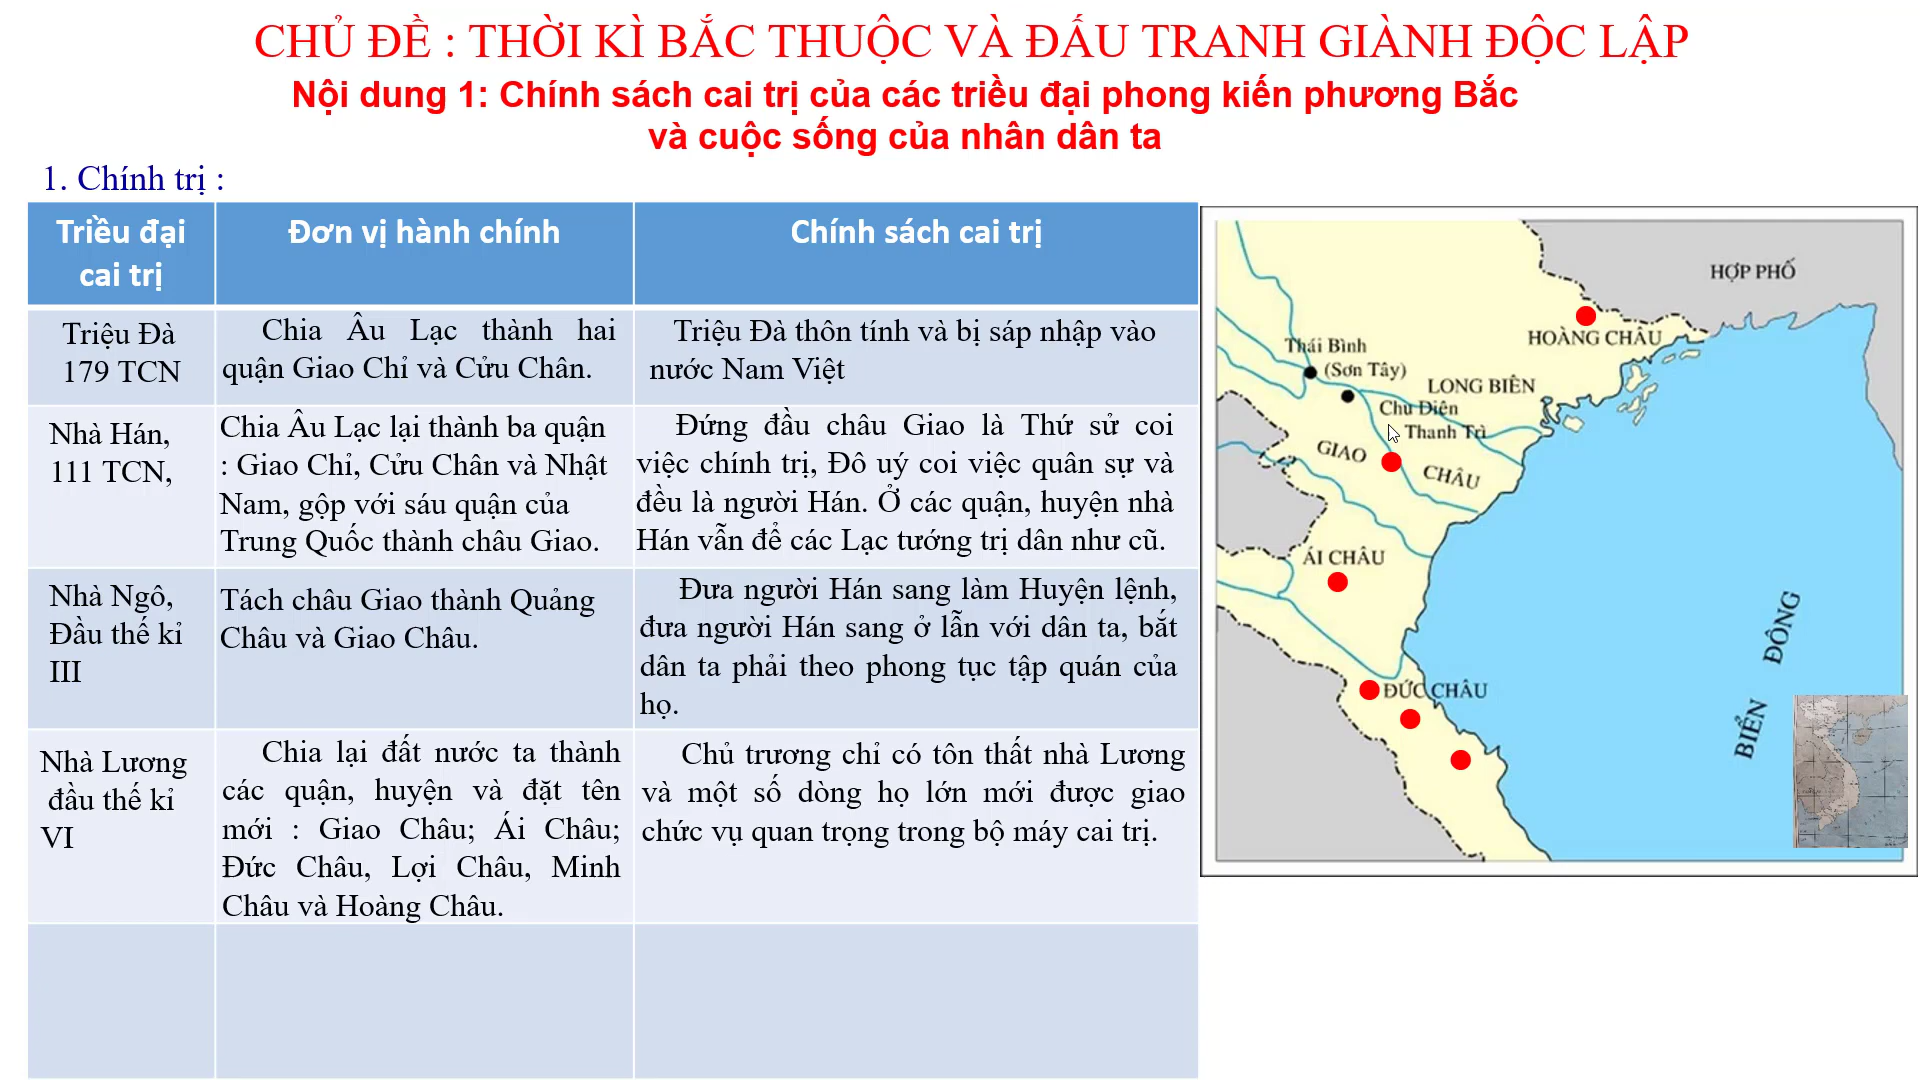 CHỦ ĐỀ : THỜI KÌ BẮC THUỘC VÀ ĐẤU TRANH GIÀNH ĐỘC LẬP
Nội dung 1: Chính sách cai trị của các triều đại phong kiến phương Bắc
và cuộc sống của nhân dân ta
1. Chính trị :
Triều đại
cai trị
Đơn vị hành chính
Chính sách cai trị
Triệu Đà
179 TCN
Chia Âu Lạc thành hai
quận Giao Chỉ và Cửu Chân.
Triệu Đà thôn tính và bị sáp nhập vào
nước Nam Việt
Nhà Hán,
111 TCN,
Chia Âu Lạc lại thành ba quận
: Giao Chỉ, Cửu Chân và Nhật
Nam, gộp với sáu quận của
Trung Quốc thành châu Giao.
Đứng đầu châu Giao là Thứ sử coi
việc chính trị, Đô uý coi việc quân sự và
đều là người Hán. Ở các quận, huyện nhà
Hán vẫn để các Lạc tướng trị dân như cũ.
Nhà Ngô,
Đầu thế kỉ
III
Tách châu Giao thành Quảng
Châu và Giao Châu.
Đưa người Hán sang làm Huyện lệnh,
đưa người Hán sang ở lẫn với dân ta, bắt
dân ta phải theo phong tục tập quán của
họ.
Nhà Lương
đầu thế kỉ
VI
Chia lại đất nước ta thành
các quận, huyện và đặt tên
mới : Giao Châu; Ái Châu;
Đức Châu, Lợi Châu, Minh
Châu và Hoàng Châu.
Chủ trương chỉ có tôn thất nhà Lương
và một số dòng họ lớn mới được giao
chức vụ quan trọng trong bộ máy cai trị.
HỢP PHỐ
HOÀNG CHÂU
Thái Bình
(Sơn Tây)
LONG BIÊN
Chu Diên
Thanh Trì
GIAO CHÂU
ÁI CHÂU
ĐỨC CHÂU
BIỂN ĐÔNG